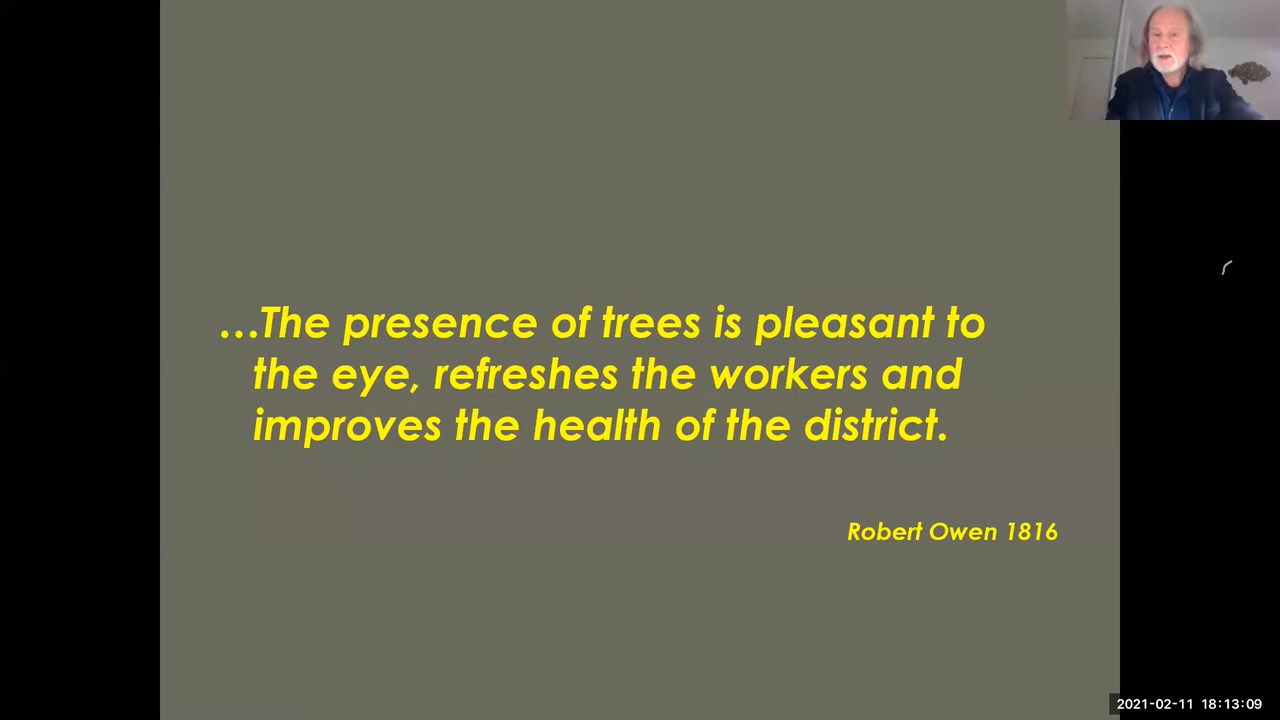 ...The presence of trees is pleasant to
the eye, refreshes the workers and
improves the health of the district.
Robert Owen 1816
2021-02-11 18:13:09